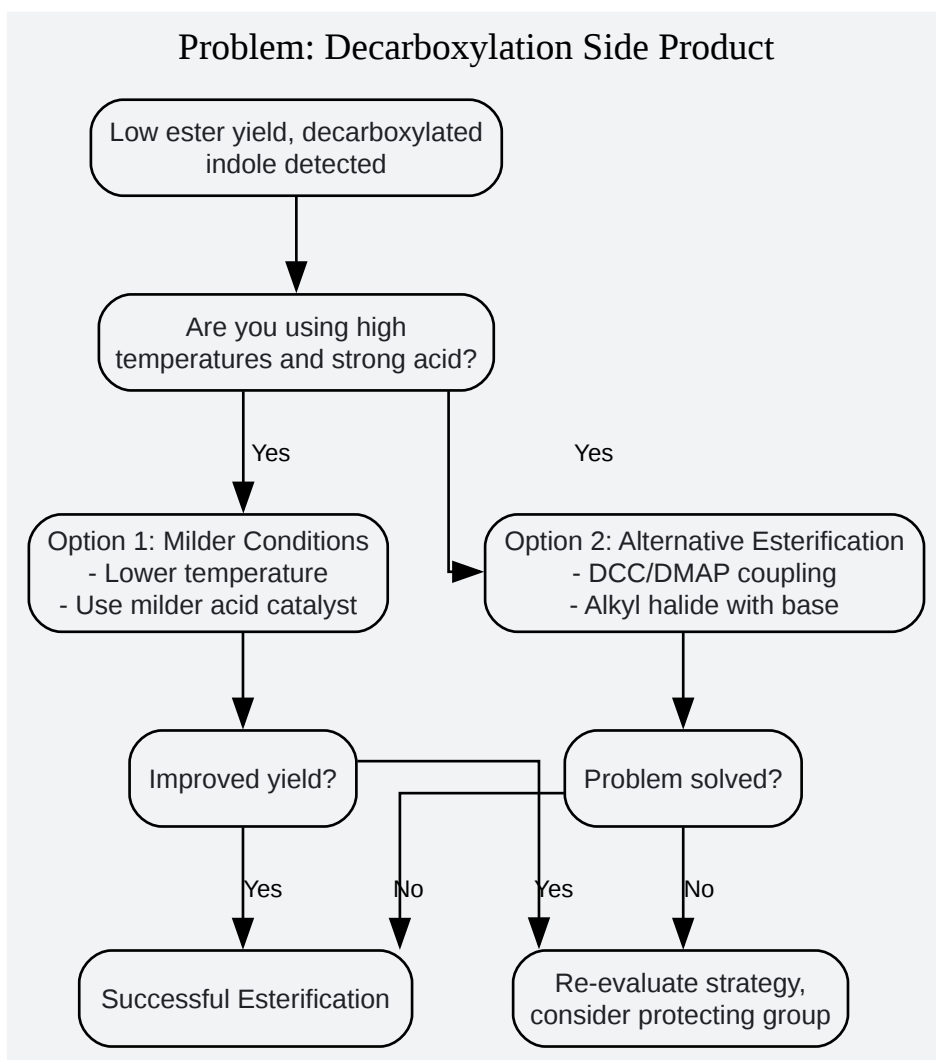 Problem: Decarboxylation Side Product
Low ester yield, decarboxylated
indole detected
Are you using high
temperatures and strong acid?
Yes
Yes
Option 1: Milder Conditions
- Lower temperature
- Use milder acid catalyst
Option 2: Alternative Esterification
- DCC/DMAP coupling
- Alkyl halide with base
Improved yield?
Problem solved?
Yes
No
Yes
No
Successful Esterification
Re-evaluate strategy,
consider protecting group